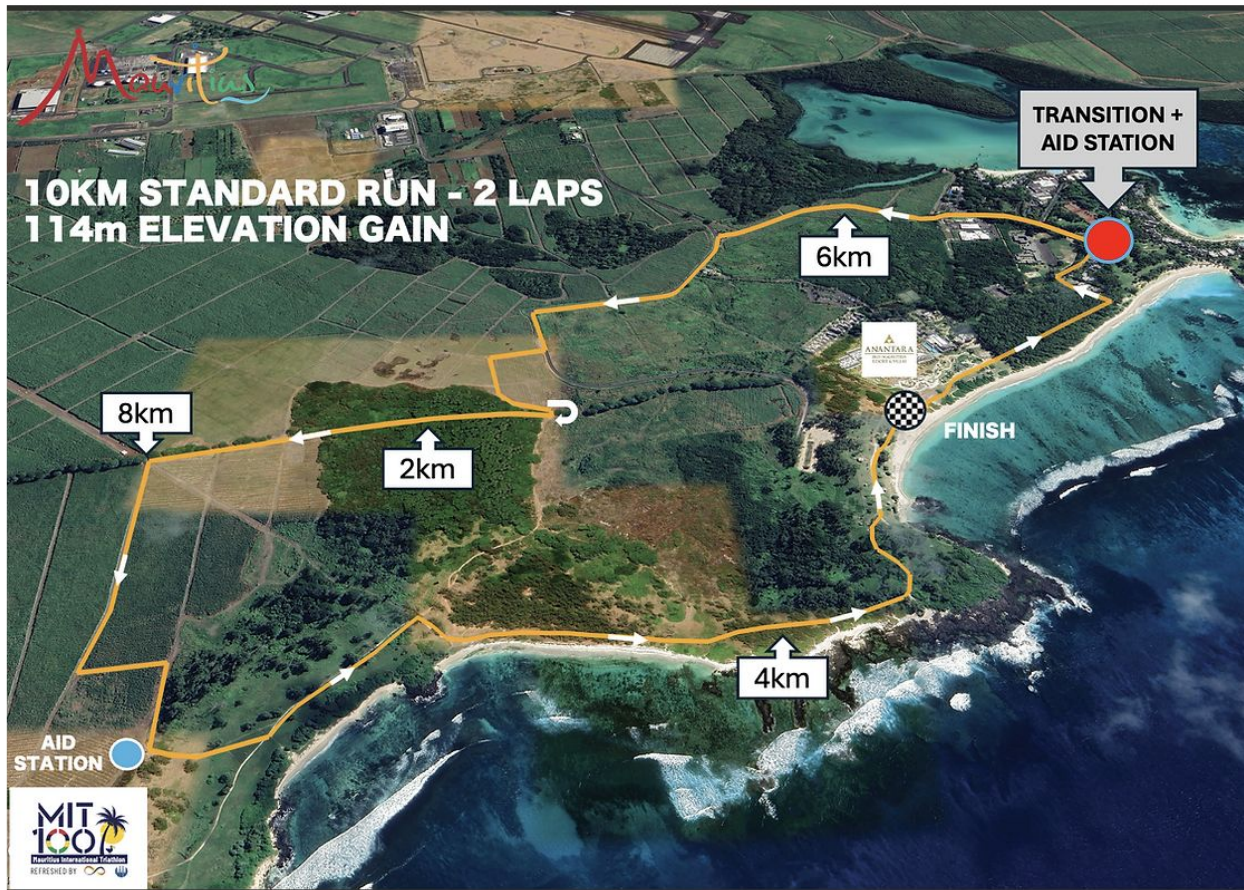 Mauritius
TRANSITION +
AID STATION
10KM STANDARD RUN - 2 LAPS
114m ELEVATION GAIN
6km
ANANTARA
8km
FINISH
2km
4km
AID
STATION
MIT
100
Mauritius International Triathlon
REFRESHED BY